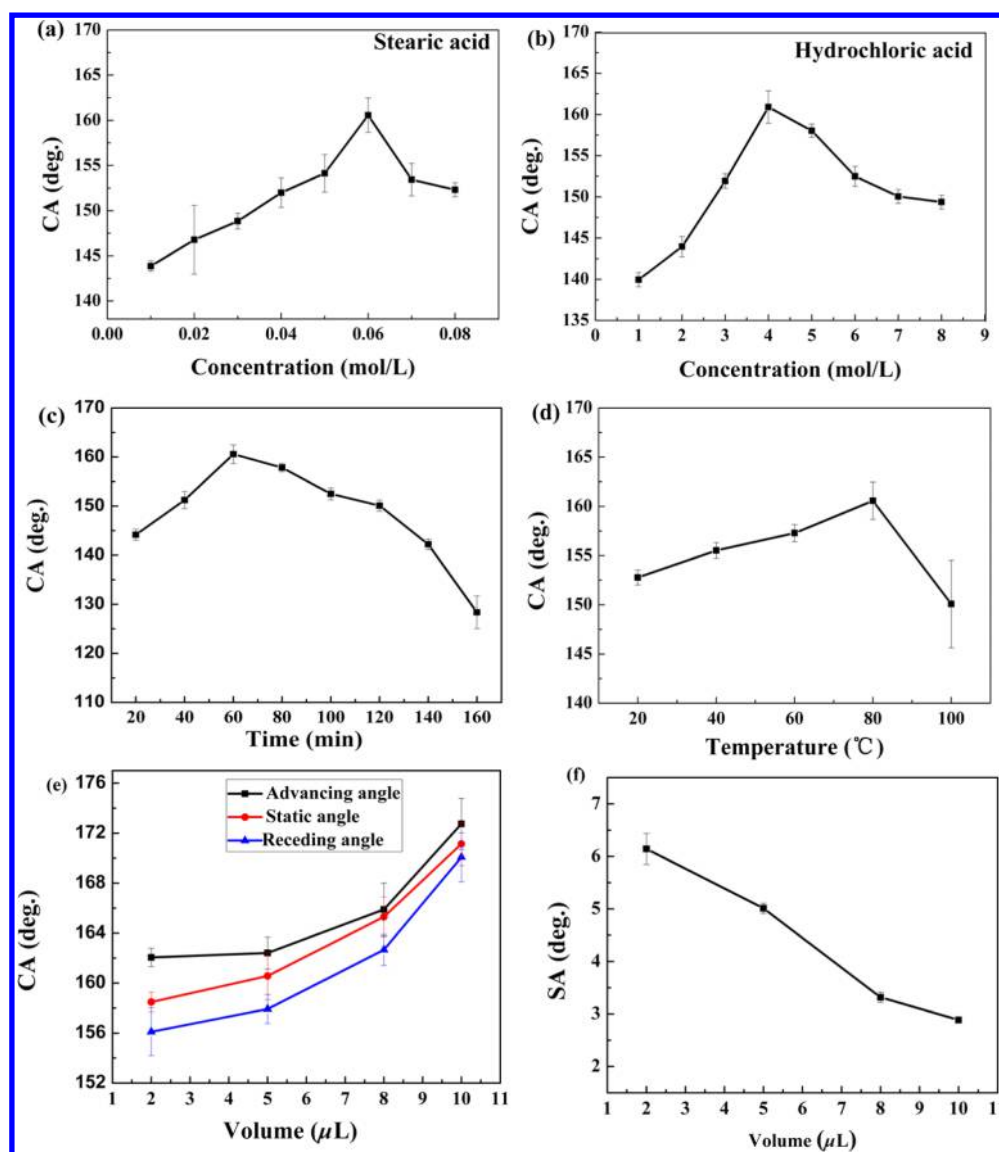 (a)
Stearic acid
170
165
160
155
150
145
140
CA (deg.)
0.00 0.02 0.04 0.06 0.08
Concentration (mol/L)
(b)
Hydrochloric acid
170
165
160
155
150
145
140
135
CA (deg.)
0 1 2 3 4 5 6 7 8 9
Concentration (mol/L)
(c)
170
160
150
140
130
120
110
CA (deg.)
20 40 60 80 100 120 140 160
Time (min)
(d)
170
165
160
155
150
145
140
CA (deg.)
20 40 60 80 100
Temperature (℃)
(e)
Advancing angle
Static angle
Receding angle
176
172
168
164
160
156
152
CA (deg.)
1 2 3 4 5 6 7 8 9 10 11
Volume (μL)
(f)
7
6
5
4
3
2
SA (deg.)
1 2 3 4 5 6 7 8 9 10 1
Volume (μL)